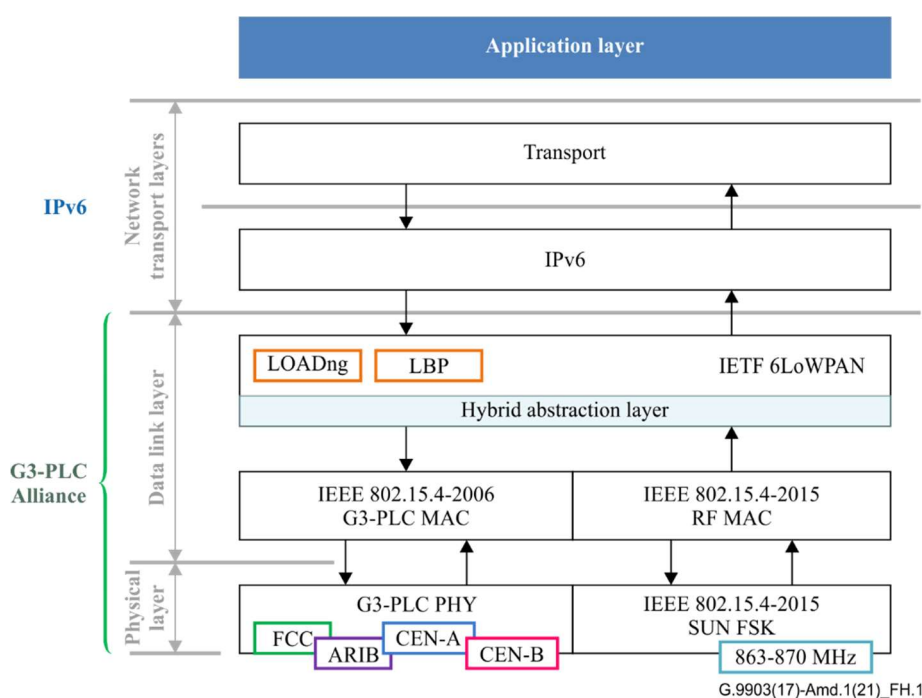 Application layer
Network
transport layers
Transport
IPv6
IPv6
LOADng
LBP
IETF 6LoWPAN
Hybrid abstraction layer
Data link layer
G3-PLC
Alliance
IEEE 802.15.4-2006
G3-PLC MAC
IEEE 802.15.4-2015
RF MAC
Physical
layer
G3-PLC PHY
IEEE 802.15.4-2015
SUN FSK
FCC
ARIB
CEN-A
CEN-B
863-870 MHz
G.9903(17)-Amd.1(21)_FH.1